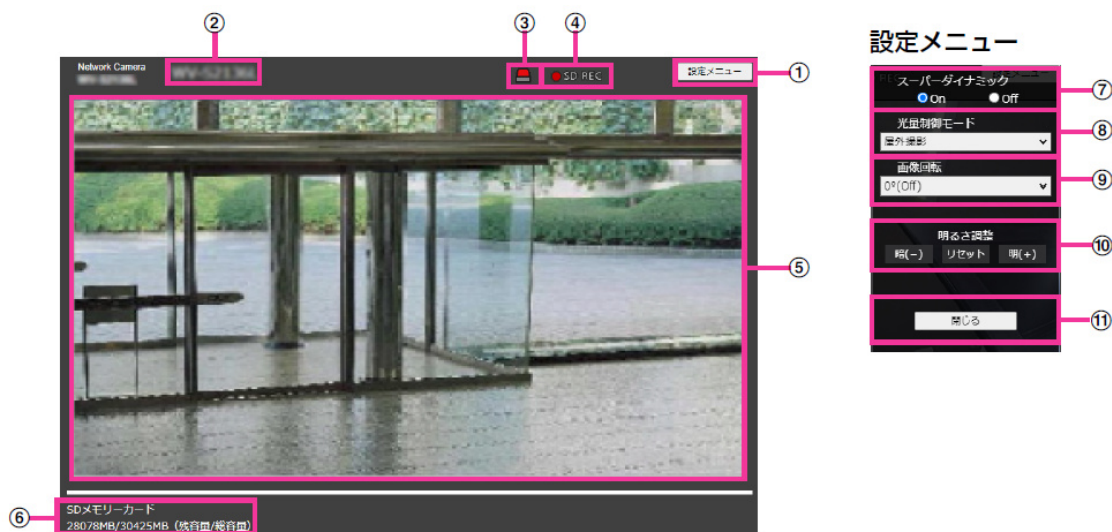 ② ③ ④
設定メニュー
Network Camera
SD REC
設定メニュー
①
スーパーダイナミック
On Off
⑦
光量制御モード
屋外撮影
⑧
画像回転
0º(Off)
⑨
⑤
明るさ調整
暗(-) リセット 明(+)
⑩
閉じる
⑪
⑥
SDメモリーカード
28078MB/30425MB（残容量/総容量）